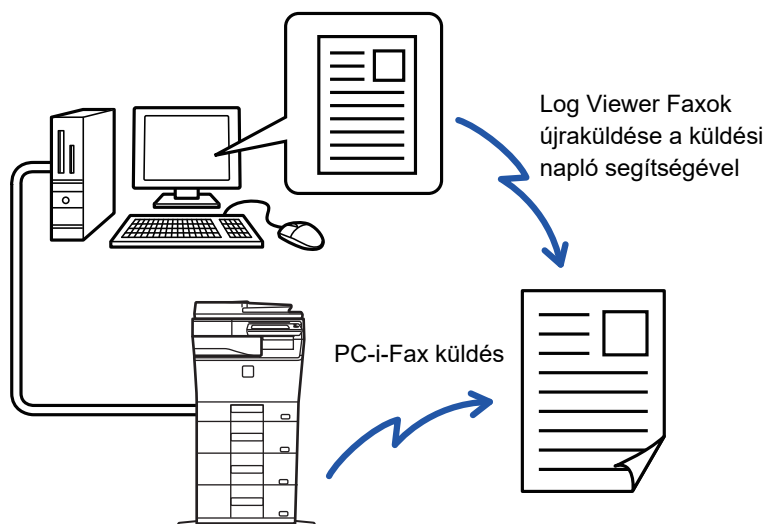 Log Viewer Faxok
újraküldése a küldési
napló segítségével
PC-i-Fax küldés